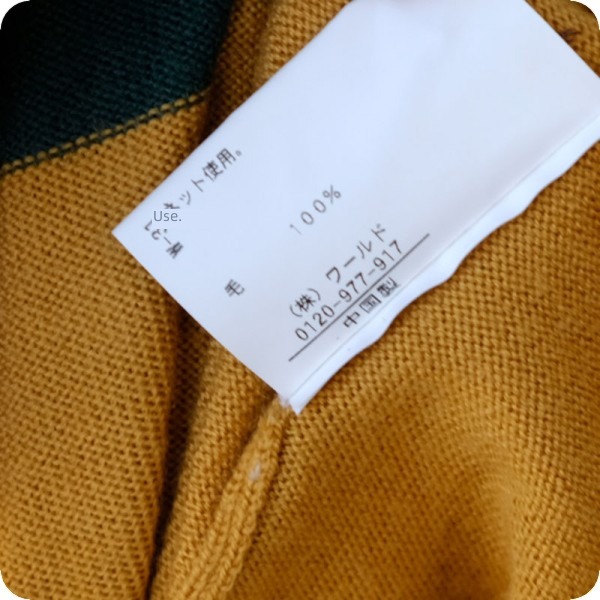 ネット使用。
Use.
毛 100%
(株) ワールド
0120-977-917
中国製